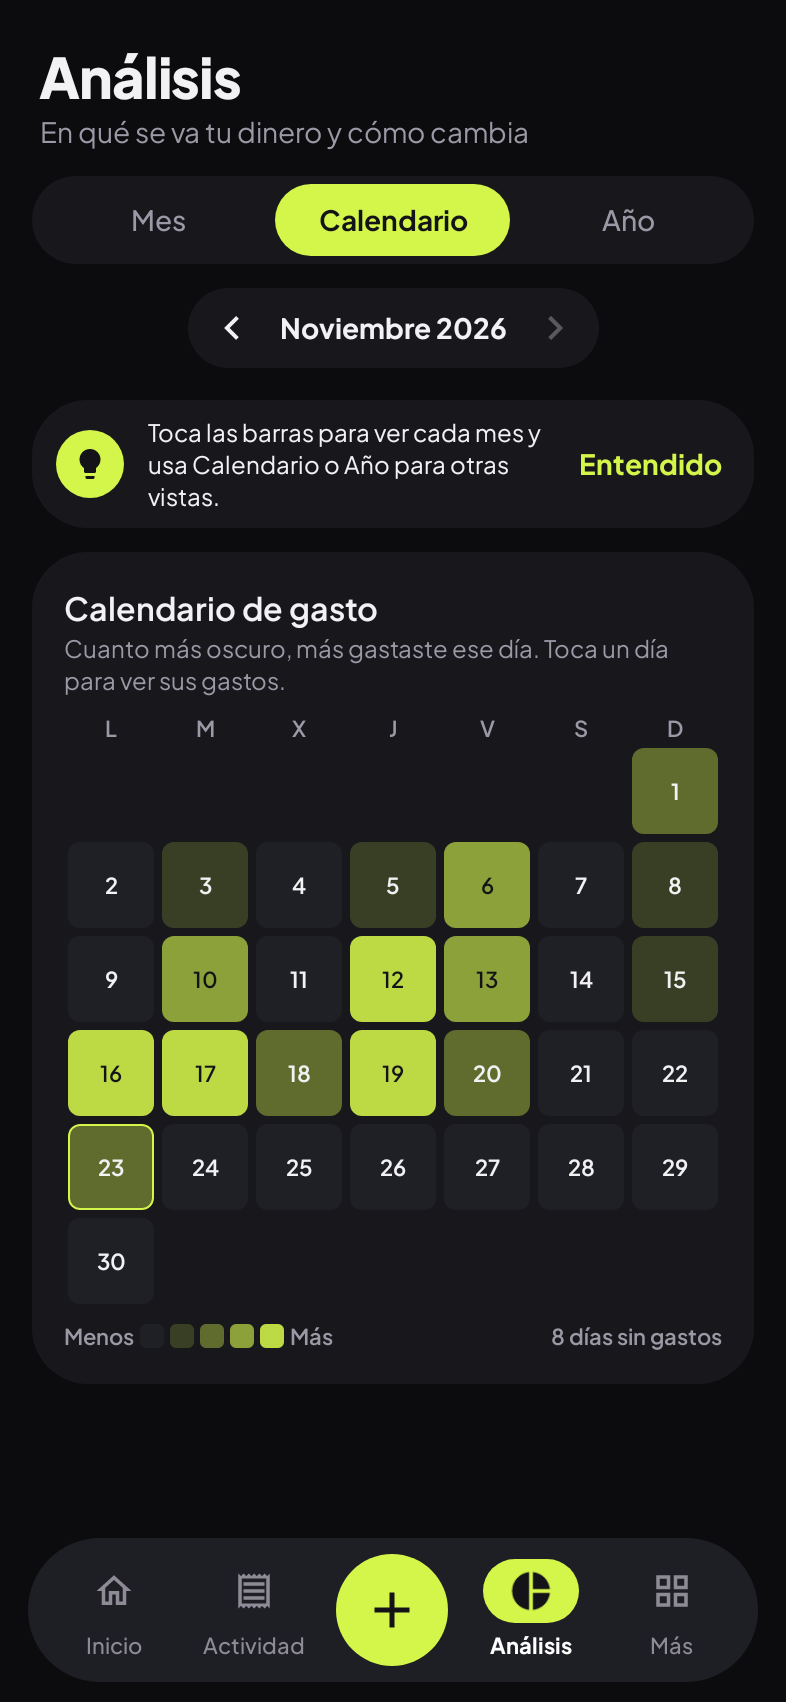 Análisis
En qué se va tu dinero y cómo cambia
Mes Calendario Año
Noviembre 2026
Toca las barras para ver cada mes y
usa Calendario o Año para otras
vistas.
Entendido
Calendario de gasto
Cuanto más oscuro, más gastaste ese día. Toca un día
para ver sus gastos.
L M X J V S D
1
2 3 4 5 6 7 8
9 10 11 12 13 14 15
16 17 18 19 20 21 22
23 24 25 26 27 28 29
30
Menos Más 8 días sin gastos
Inicio Actividad Análisis Más